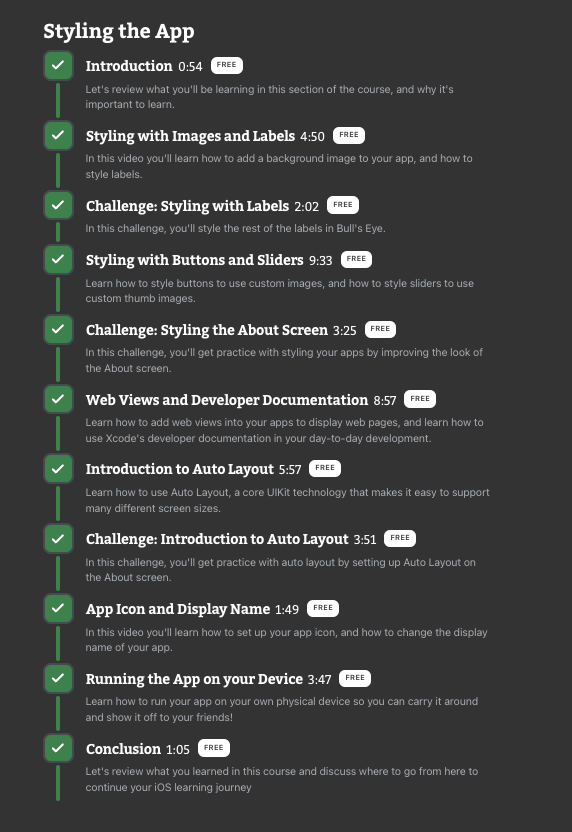 Styling the App
Introduction 0:54 FREE
Let's review what you'll be learning in this section of the course, and why it's
important to learn.
Styling with Images and Labels 4:50 FREE
In this video you'll learn how to add a background image to your app, and how to
style labels.
Challenge: Styling with Labels 2:02 FREE
In this challenge, you'll style the rest of the labels in Bull's Eye.
Styling with Buttons and Sliders 9:33 FREE
Learn how to style buttons to use custom images, and how to style sliders to use
custom thumb images.
Challenge: Styling the About Screen 3:25 FREE
In this challenge, you'll get practice with styling your apps by improving the look of
the About screen.
Web Views and Developer Documentation 8:57 FREE
Learn how to add web views into your apps to display web pages, and learn how to
use Xcode's developer documentation in your day-to-day development.
Introduction to Auto Layout 5:57 FREE
Learn how to use Auto Layout, a core UIKit technology that makes it easy to support
many different screen sizes.
Challenge: Introduction to Auto Layout 3:51 FREE
In this challenge, you'll get practice with auto layout by setting up Auto Layout on
the About screen.
App Icon and Display Name 1:49 FREE
In this video you'll learn how to set up your app icon, and how to change the display
name of your app.
Running the App on your Device 3:47 FREE
Learn how to run your app on your own physical device so you can carry it around
and show it off to your friends!
Conclusion 1:05 FREE
Let's review what you learned in this course and discuss where to go from here to
continue your iOS learning journey